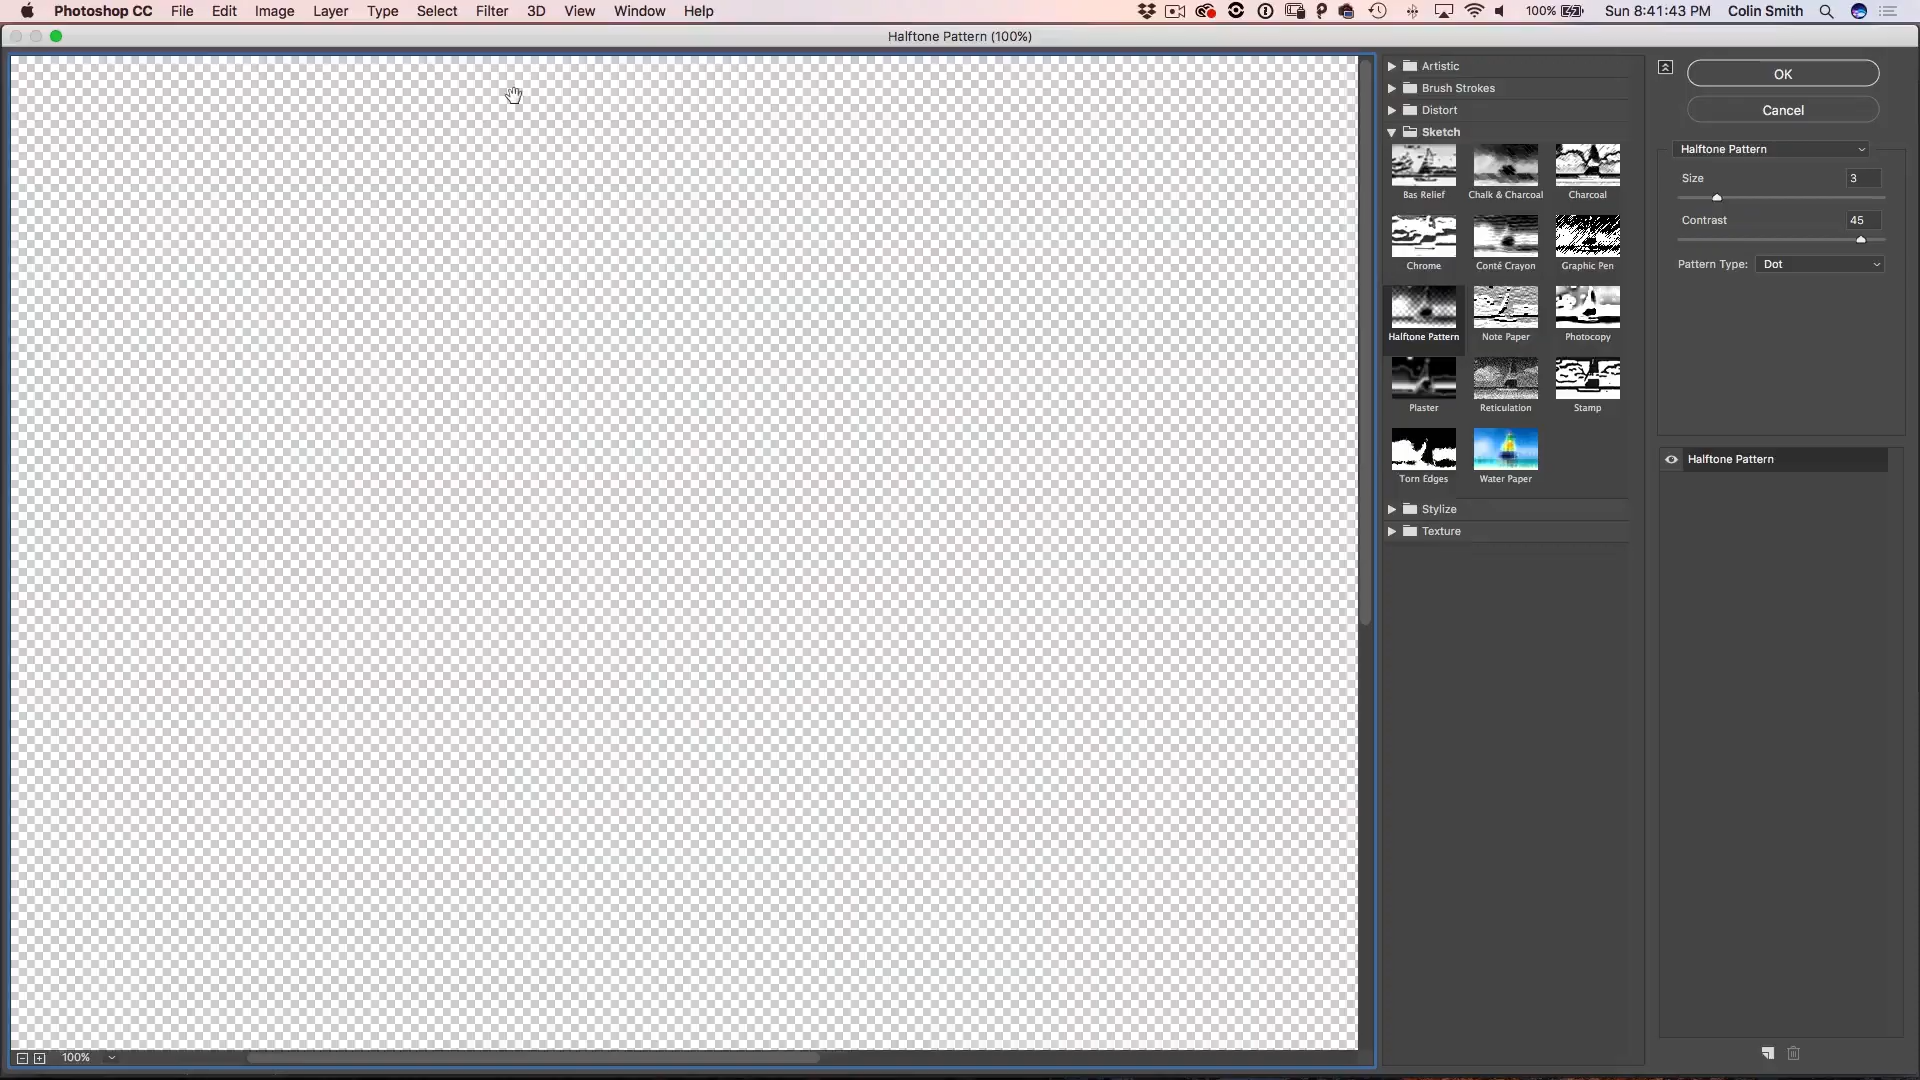 Photoshop CC File Edit Image Layer Type Select Filter 3D View Window Help 100% Sun 8:41:43 PM Colin Smith
Halftone Pattern (100%)
Artistic
Brush Strokes
Distort
Sketch
Bas Relief Chalk & Charcoal Charcoal
Chrome Conté Crayon Graphic Pen
Halftone Pattern Note Paper Photocopy
Plaster Reticulation Stamp
Torn Edges Water Paper
Stylize
Texture
OK
Cancel
Halftone Pattern
Size 3
Contrast 45
Pattern Type: Dot
Halftone Pattern
100%